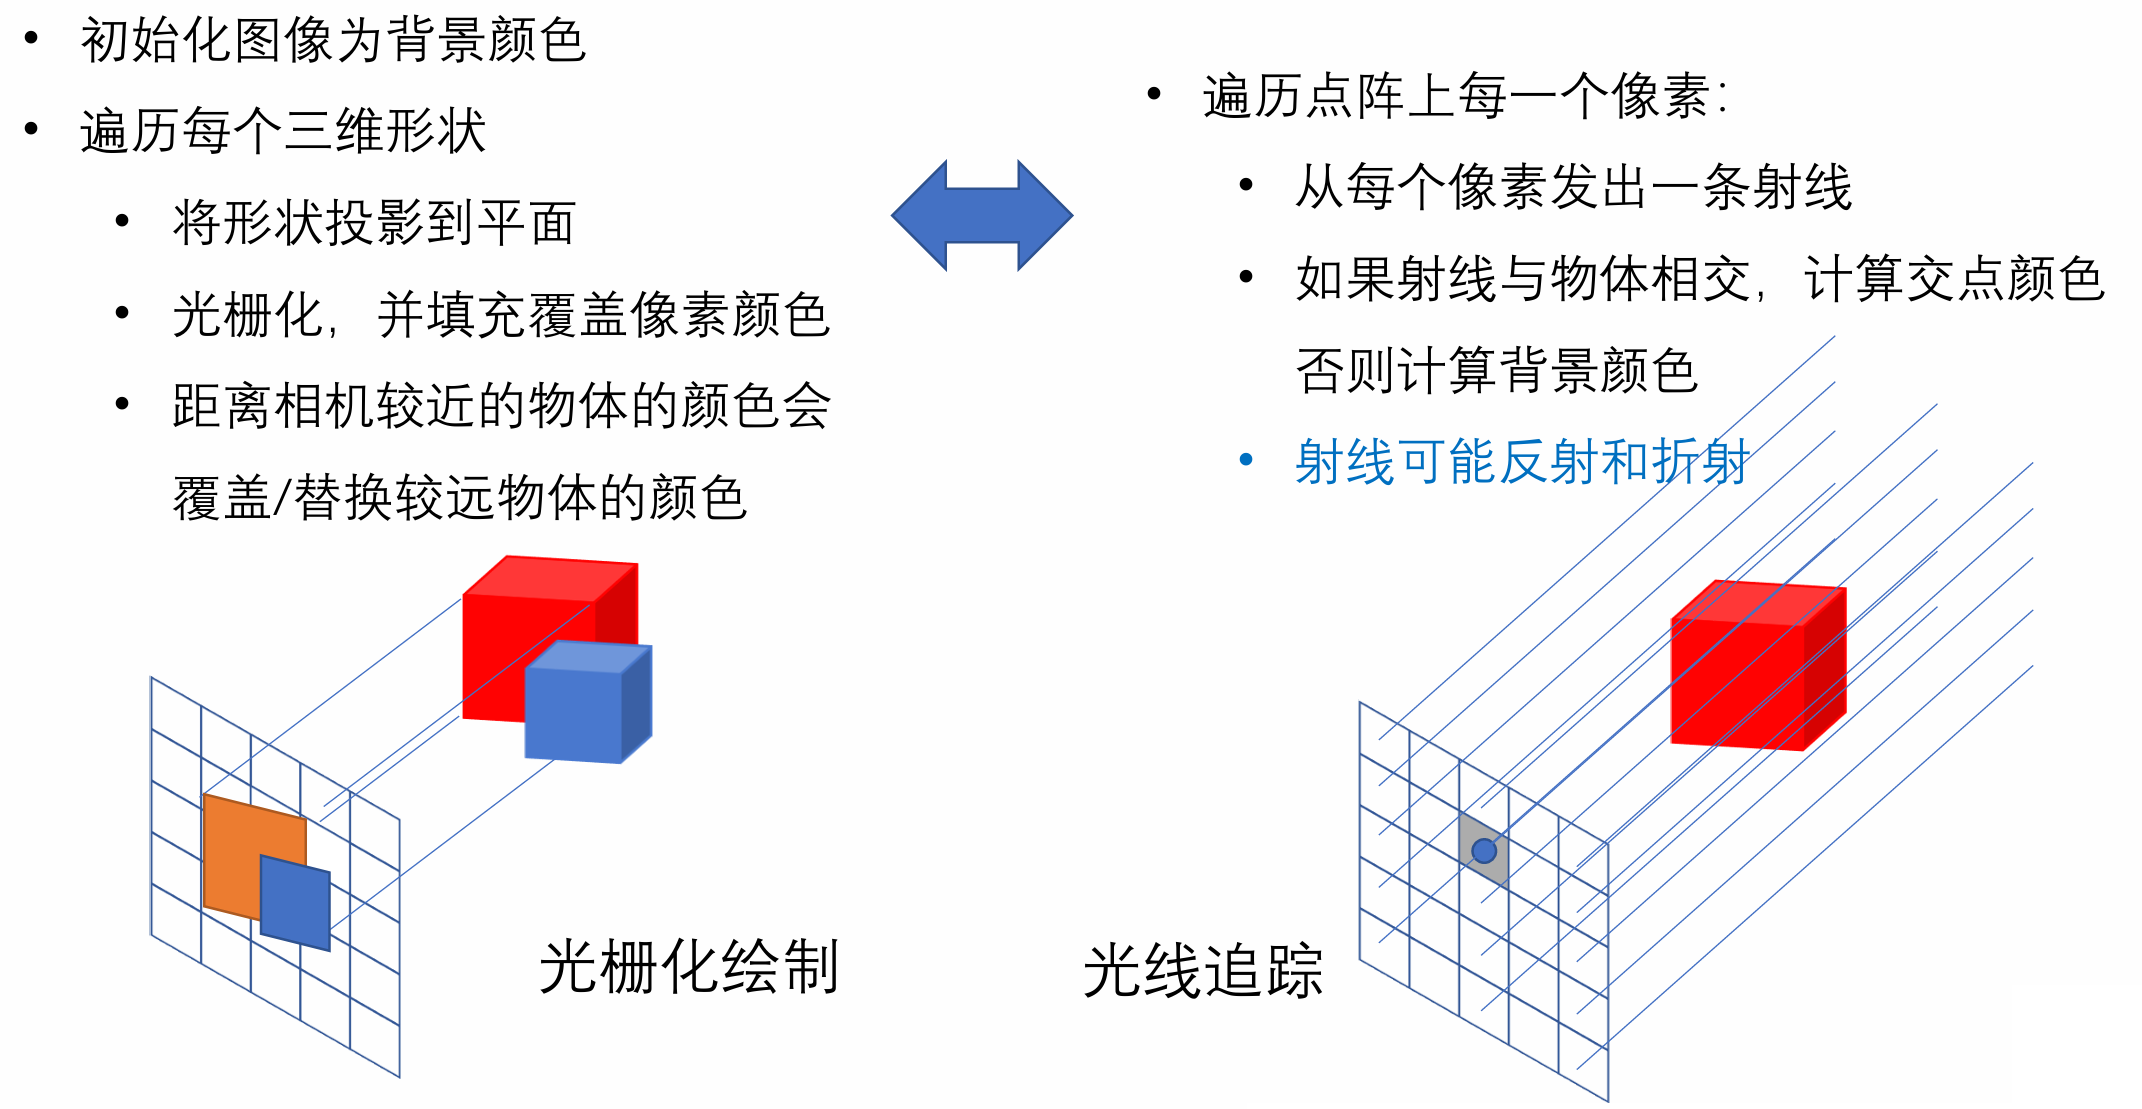 • 初始化图像为背景颜色
• 遍历每个三维形状
• 将形状投影到平面
• 光栅化，并填充覆盖像素颜色
• 距离相机较近的物体的颜色会
覆盖/替换较远物体的颜色
光栅化绘制
• 遍历点阵上每一个像素：
• 从每个像素发出一条射线
• 如果射线与物体相交，计算交点颜色
否则计算背景颜色
• 射线可能反射和折射
光线追踪